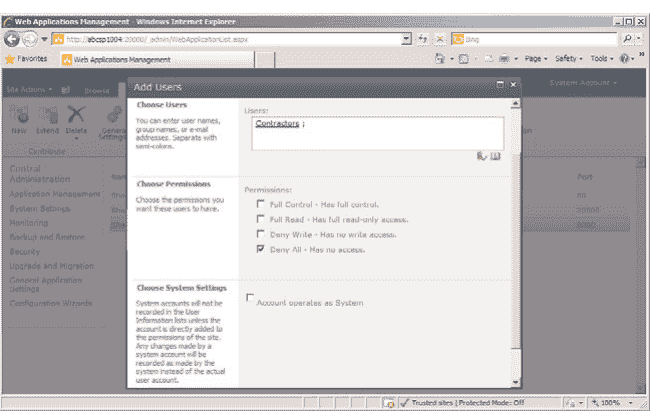 Web Applications Management - Windows Internet Explorer
http://abcsp1004:20000/_admin/WebApplicationList.aspx
Bing
Favorites
Web Applications Management
Page
Safety
Tools
System Account
Site Actions
Browse
Add Users
New
Extend
Delete
Contribute
Choose Users
You can enter user names,
group names, or e-mail
addresses. Separate with
semi-colons.
Users:
Contractors ;
Choose Permissions
Choose the permissions you
want these users to have.
Permissions:
Full Control - Has full control.
Full Read - Has full read-only access.
Deny Write - Has no write access.
Deny All - Has no access.
Choose System Settings
System accounts will not be
recorded in the User
Information lists unless the
account is directly added to
the permissions of the site.
Any changes made by a
system account will be
recorded as made by the
system instead of the actual
user account.
Account operates as System
Central
Administration
Application Management
System Settings
Monitoring
Backup and Restore
Security
Upgrade and Migration
General Application
Settings
Configuration Wizards
Port
80
20000
Trusted sites | Protected Mode: Off
100%